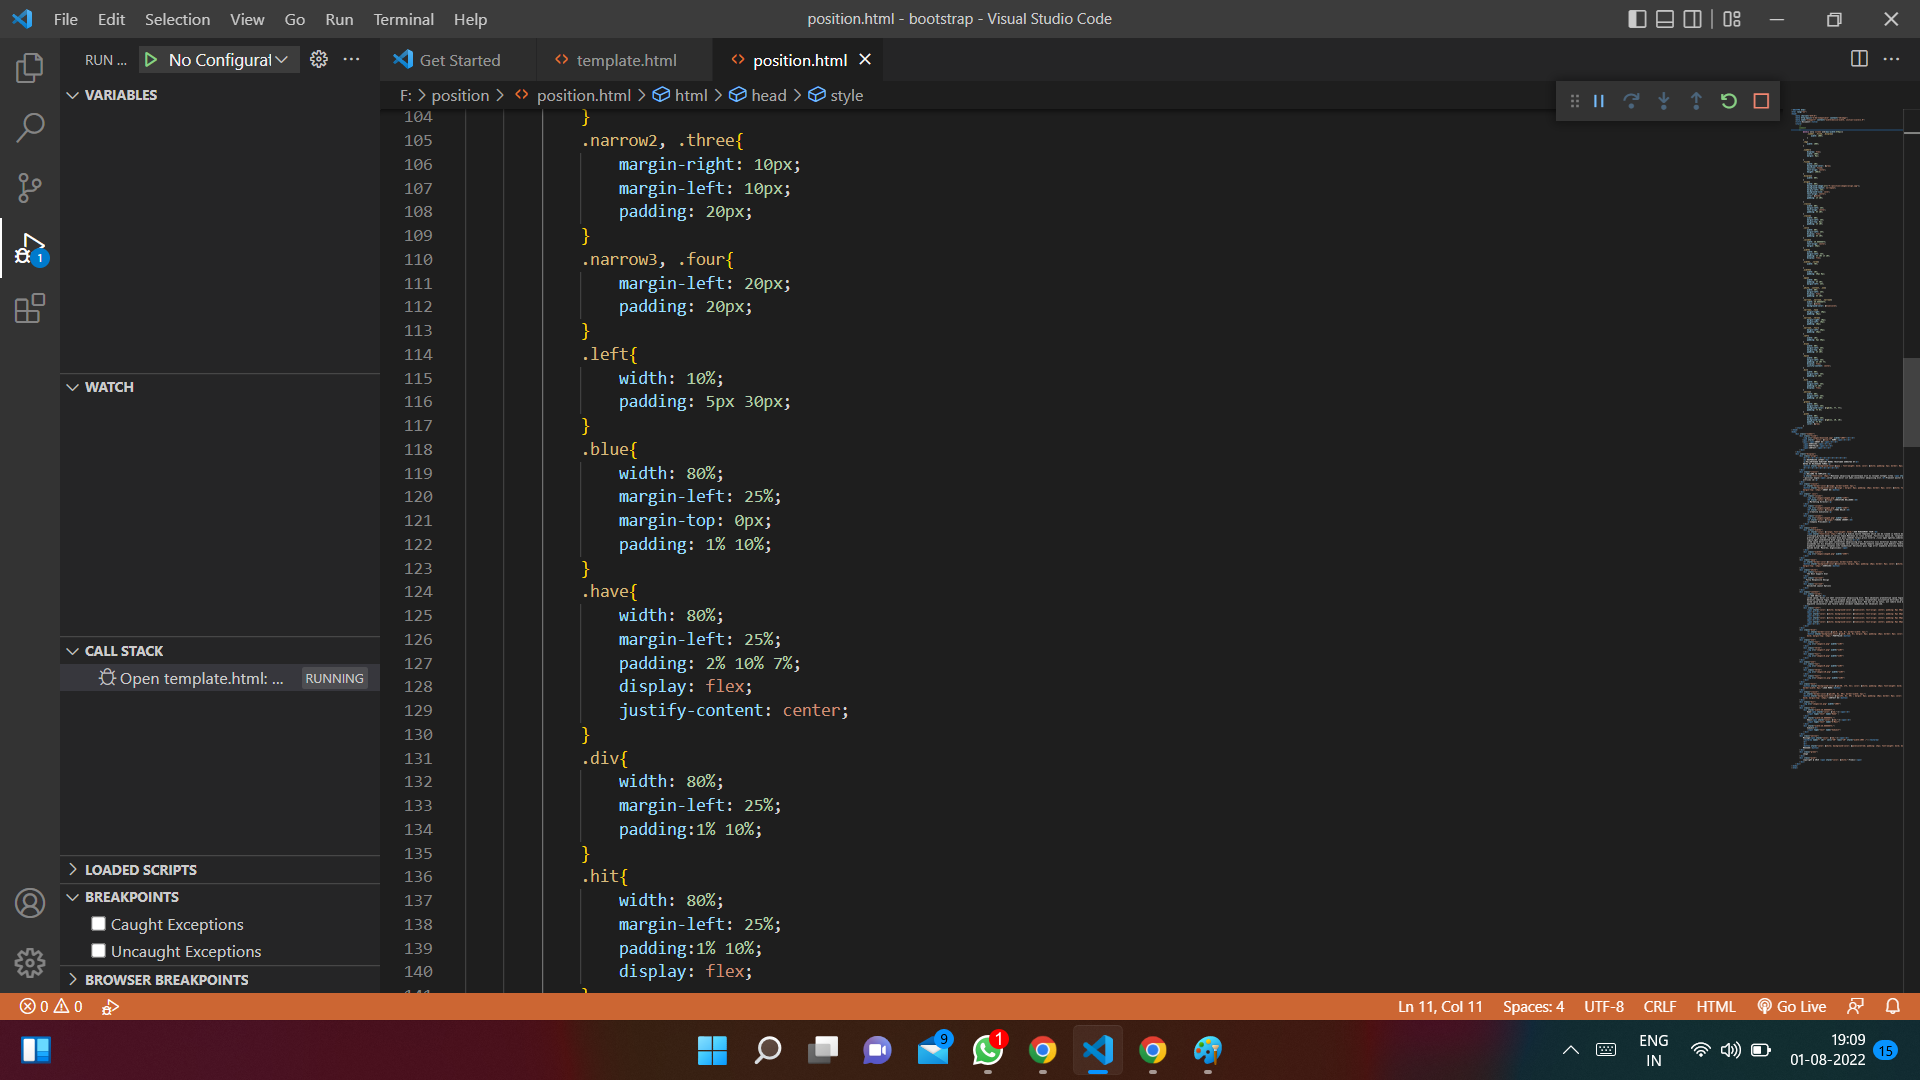 File Edit Selection View Go Run Terminal Help
position.html - bootstrap - Visual Studio Code
RUN ... No Configurat
Get Started
template.html
position.html
F: > position > position.html > html > head > style
VARIABLES
WATCH
CALL STACK
Open template.html: ... RUNNING
LOADED SCRIPTS
BREAKPOINTS
Caught Exceptions
Uncaught Exceptions
BROWSER BREAKPOINTS
1
104 }
105 .narrow2, .three{
106 margin-right: 10px;
107 margin-left: 10px;
108 padding: 20px;
109 }
110 .narrow3, .four{
111 margin-left: 20px;
112 padding: 20px;
113 }
114 .left{
115 width: 10%;
116 padding: 5px 30px;
117 }
118 .blue{
119 width: 80%;
120 margin-left: 25%;
121 margin-top: 0px;
122 padding: 1% 10%;
123 }
124 .have{
125 width: 80%;
126 margin-left: 25%;
127 padding: 2% 10% 7%;
128 display: flex;
129 justify-content: center;
130 }
131 .div{
132 width: 80%;
133 margin-left: 25%;
134 padding:1% 10%;
135 }
136 .hit{
137 width: 80%;
138 margin-left: 25%;
139 padding:1% 10%;
140 display: flex;
141 }
0 0
Ln 11, Col 11 Spaces: 4 UTF-8 CRLF HTML Go Live
9
1
ENG
IN
19:09
01-08-2022
15